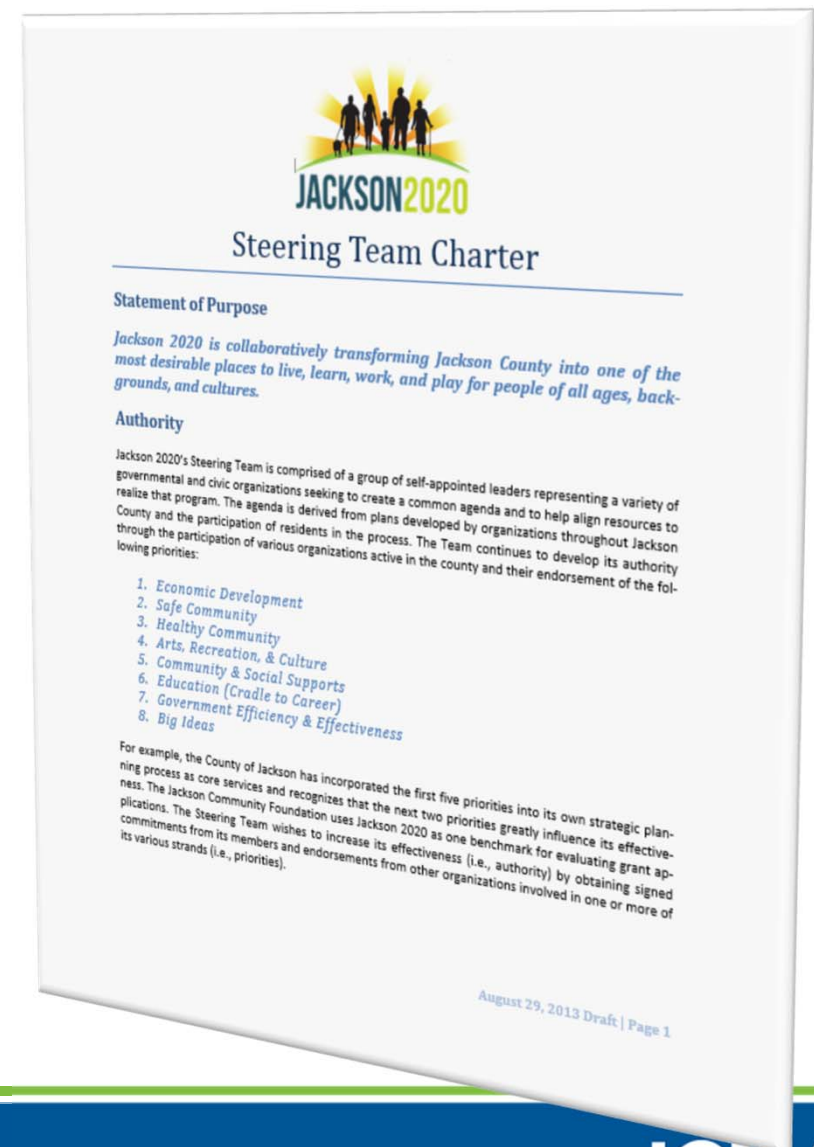 JACKSON2020
Steering Team Charter
Statement of Purpose
Jackson 2020 is collaboratively transforming Jackson County into one of the
most desirable places to live, learn, work, and play for people of all ages, back-
grounds, and cultures.
Authority
Jackson 2020's Steering Team is comprised of a group of self-appointed leaders representing a variety of
governmental and civic organizations seeking to create a common agenda and to help align resources to
realize that program. The agenda is derived from plans developed by organizations throughout Jackson
County and the participation of residents in the process. The Team continues to develop its authority
through the participation of various organizations active in the county and their endorsement of the fol-
lowing priorities:
1. Economic Development
2. Safe Community
3. Healthy Community
4. Arts, Recreation, & Culture
5. Community & Social Supports
6. Education (Cradle to Career)
7. Government Efficiency & Effectiveness
8. Big Ideas
For example, the County of Jackson has incorporated the first five priorities into its own strategic plan-
ning process as core services and recognizes that the next two priorities greatly influence its effective-
ness. The Jackson Community Foundation uses Jackson 2020 as one benchmark for evaluating grant ap-
plications. The Steering Team wishes to increase its effectiveness (i.e., authority) by obtaining signed
commitments from its members and endorsements from other organizations involved in one or more of
its various strands (i.e., priorities).
August 29, 2013 Draft | Page 1